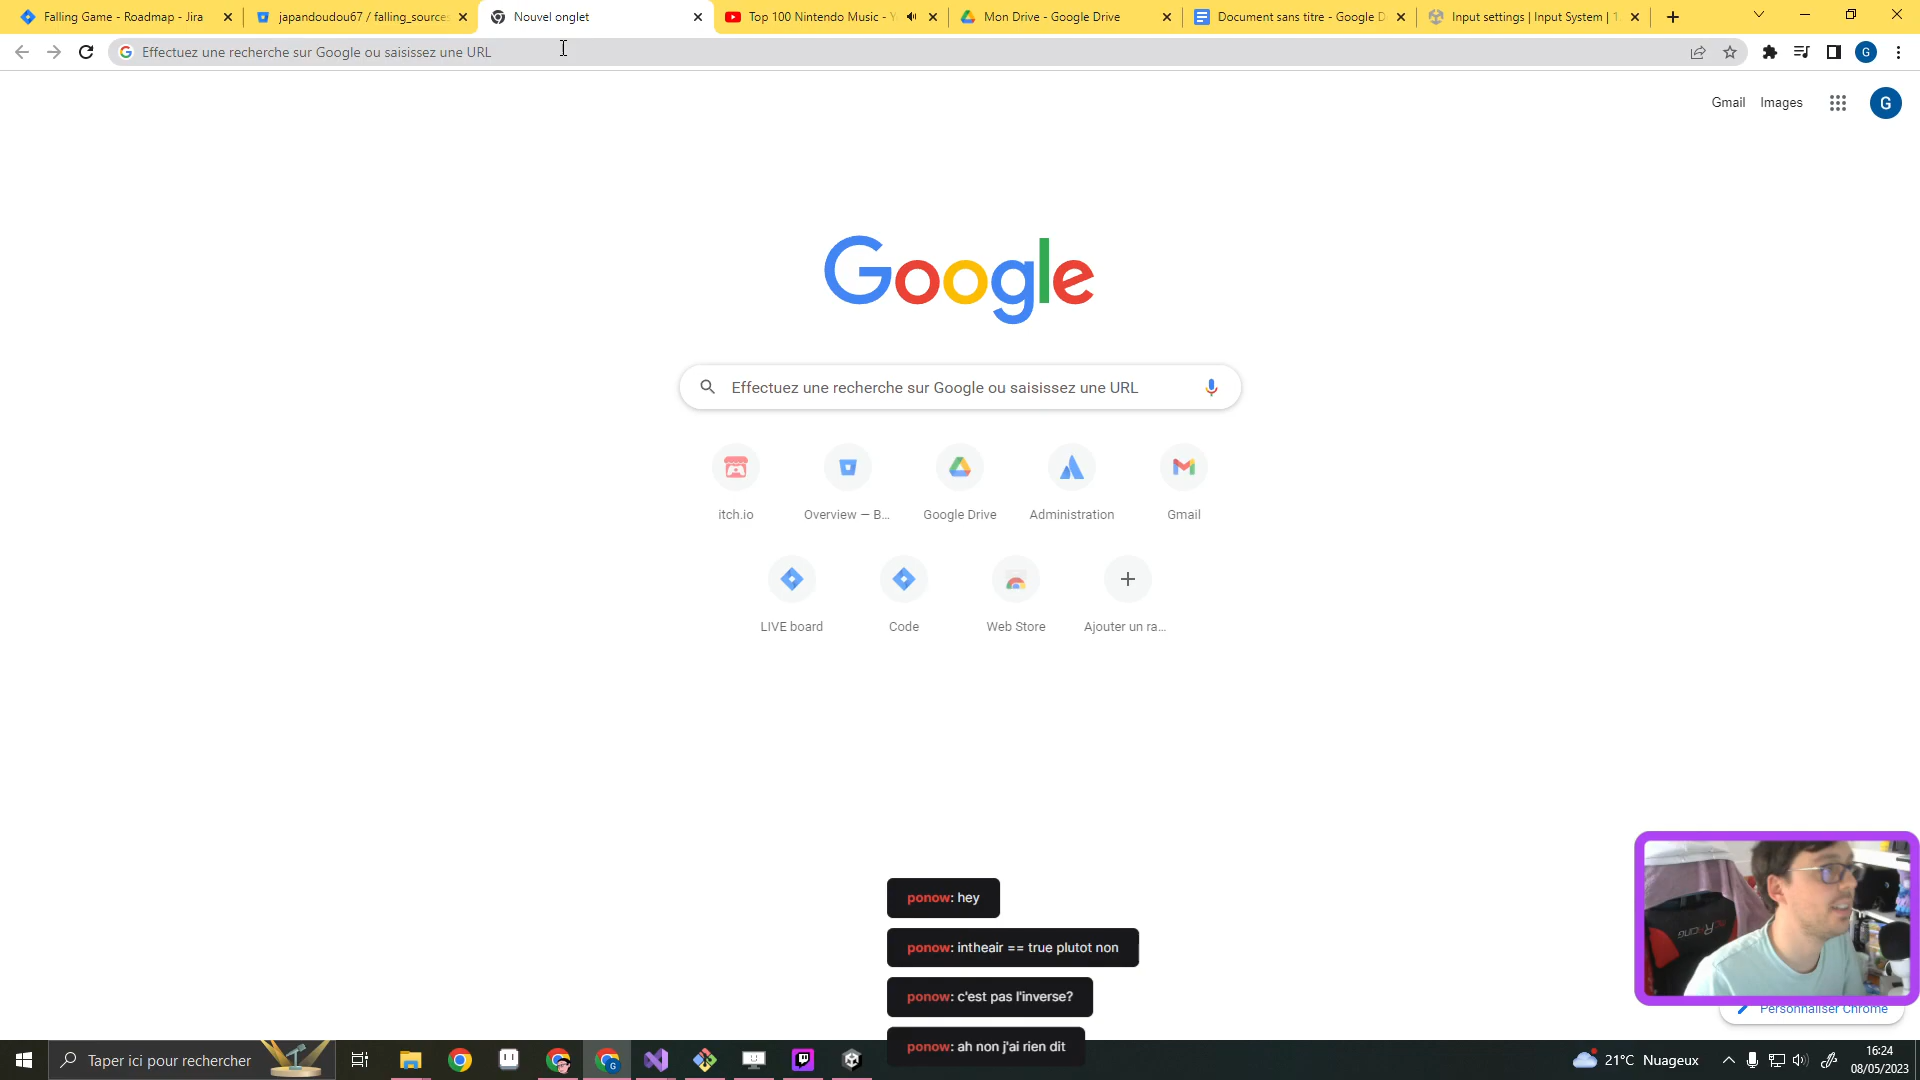 Falling Game - Roadmap - Jira
japandoudou67 / falling_sources
Nouvel onglet
Top 100 Nintendo Music - Y
Mon Drive - Google Drive
Document sans titre - Google D
Input settings | Input System | 1.
Effectuez une recherche sur Google ou saisissez une URL
G
Gmail
Images
G
Google
Effectuez une recherche sur Google ou saisissez une URL
itch.io
Overview — B...
Google Drive
Administration
Gmail
LIVE board
Code
Web Store
Ajouter un ra...
ponow: hey
ponow: intheair == true plutot non
ponow: c'est pas l'inverse?
ponow: ah non j'ai rien dit
Personnaliser Chrome
Taper ici pour rechercher
21°C Nuageux
16:24
08/05/2023